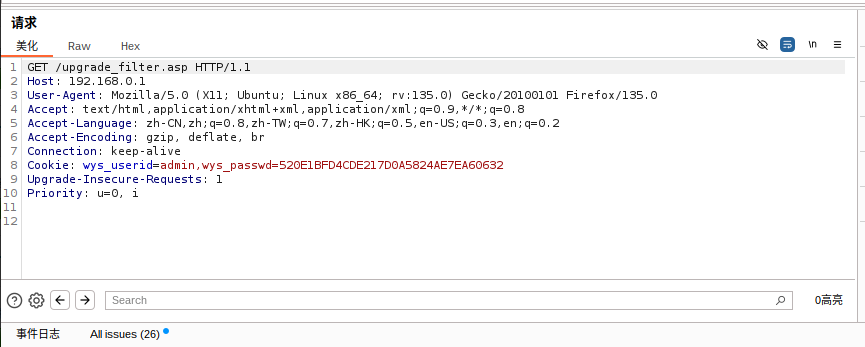 请求
美化 Raw Hex
\n
1 GET /upgrade_filter.asp HTTP/1.1
2 Host: 192.168.0.1
3 User-Agent: Mozilla/5.0 (X11; Ubuntu; Linux x86_64; rv:135.0) Gecko/20100101 Firefox/135.0
4 Accept: text/html,application/xhtml+xml,application/xml;q=0.9,*/*;q=0.8
5 Accept-Language: zh-CN,zh;q=0.8,zh-TW;q=0.7,zh-HK;q=0.5,en-US;q=0.3,en;q=0.2
6 Accept-Encoding: gzip, deflate, br
7 Connection: keep-alive
8 Cookie: wys_userid=admin,wys_passwd=520E1BFD4CDE217D0A5824AE7EA60632
9 Upgrade-Insecure-Requests: 1
10 Priority: u=0, i
11
12
Search 0高亮
事件日志 All issues (26)